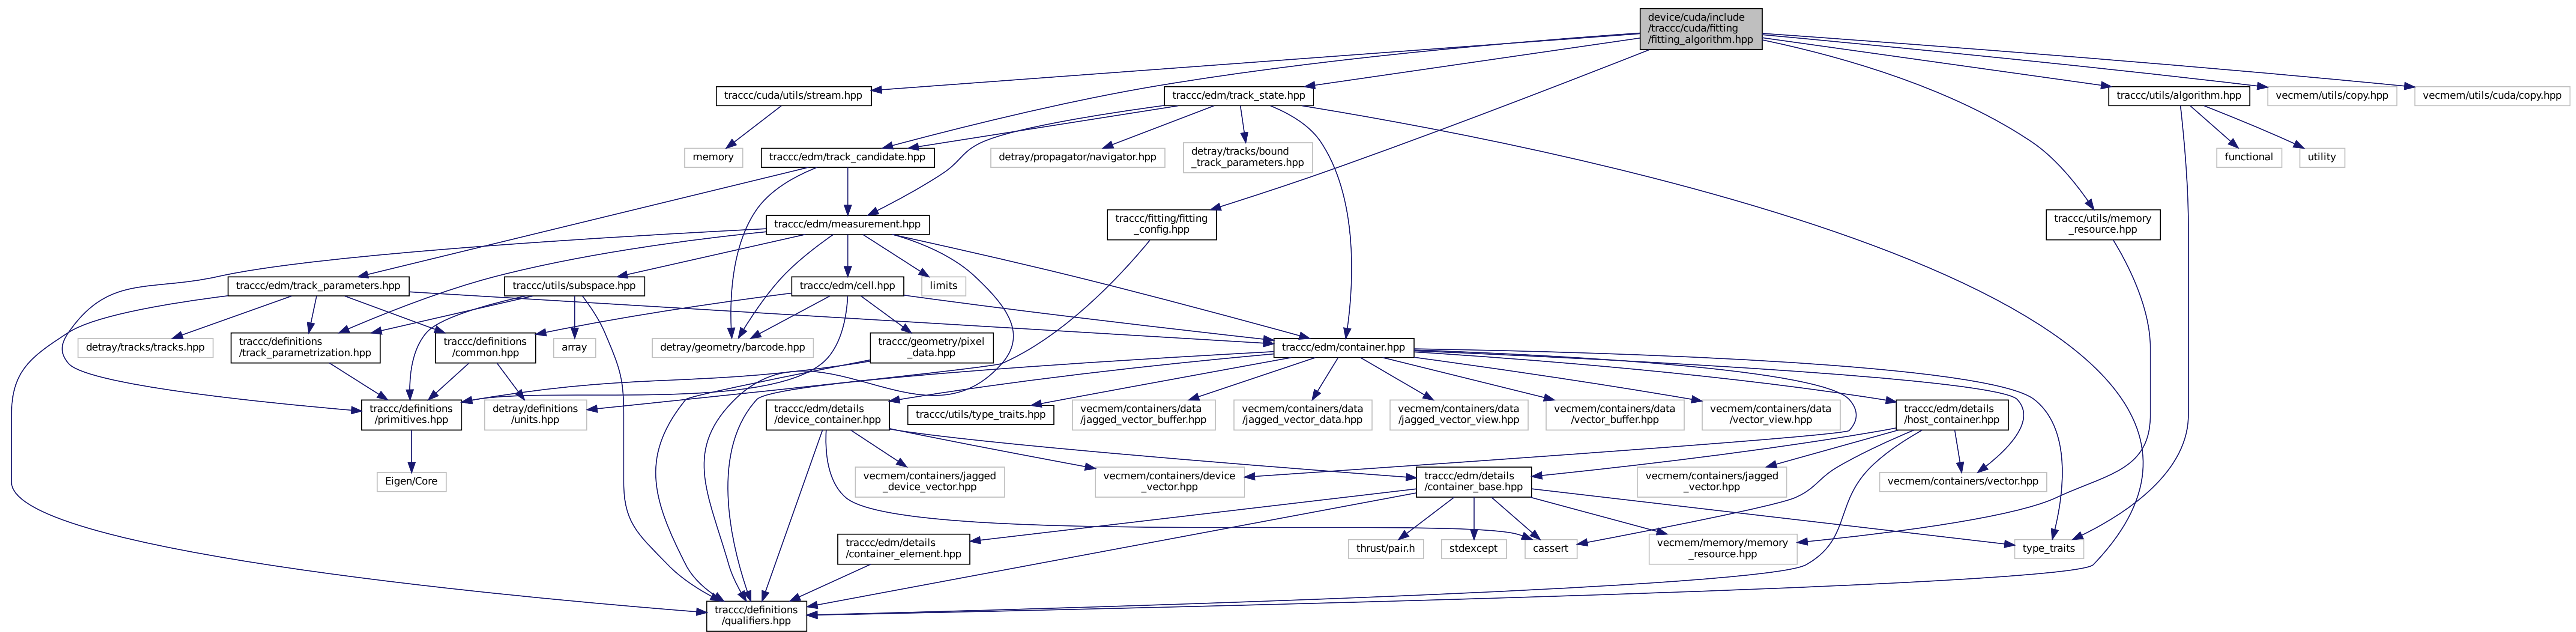 device/cuda/include
/traccc/cuda/fitting
/fitting_algorithm.hpp
traccc/cuda/utils/stream.hpp
traccc/edm/track_state.hpp
traccc/utils/algorithm.hpp
vecmem/utils/copy.hpp
vecmem/utils/cuda/copy.hpp
memory
traccc/edm/track_candidate.hpp
detray/propagator/navigator.hpp
detray/tracks/bound
_track_parameters.hpp
functional
utility
traccc/edm/measurement.hpp
traccc/fitting/fitting
_config.hpp
traccc/utils/memory
_resource.hpp
traccc/edm/track_parameters.hpp
traccc/utils/subspace.hpp
traccc/edm/cell.hpp
limits
detray/tracks/tracks.hpp
traccc/definitions
/track_parametrization.hpp
traccc/definitions
/common.hpp
array
detray/geometry/barcode.hpp
traccc/geometry/pixel
_data.hpp
traccc/edm/container.hpp
traccc/definitions
/primitives.hpp
detray/definitions
/units.hpp
traccc/edm/details
/device_container.hpp
traccc/utils/type_traits.hpp
vecmem/containers/data
/jagged_vector_buffer.hpp
vecmem/containers/data
/jagged_vector_data.hpp
vecmem/containers/data
/jagged_vector_view.hpp
vecmem/containers/data
/vector_buffer.hpp
vecmem/containers/data
/vector_view.hpp
traccc/edm/details
/host_container.hpp
Eigen/Core
vecmem/containers/jagged
_device_vector.hpp
vecmem/containers/device
_vector.hpp
traccc/edm/details
/container_base.hpp
vecmem/containers/jagged
_vector.hpp
vecmem/containers/vector.hpp
traccc/edm/details
/container_element.hpp
thrust/pair.h
stdexcept
cassert
vecmem/memory/memory
_resource.hpp
type_traits
traccc/definitions
/qualifiers.hpp